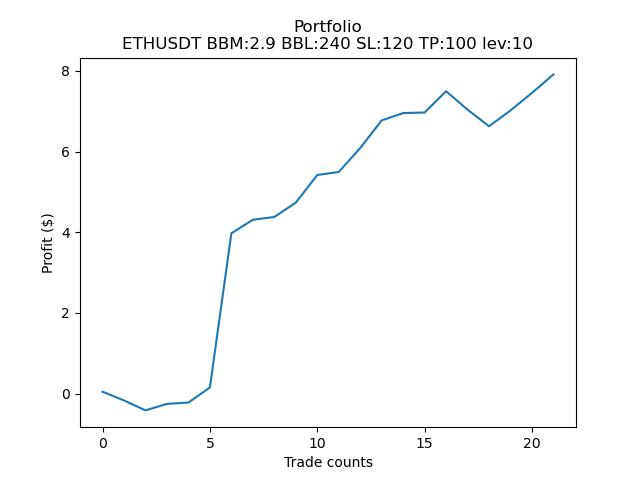 Portfolio
ETHUSDT BBM:2.9 BBL:240 SL:120 TP:100 lev:10
8
6
4
2
0
Profit ($)
0 5 10 15 20
Trade counts